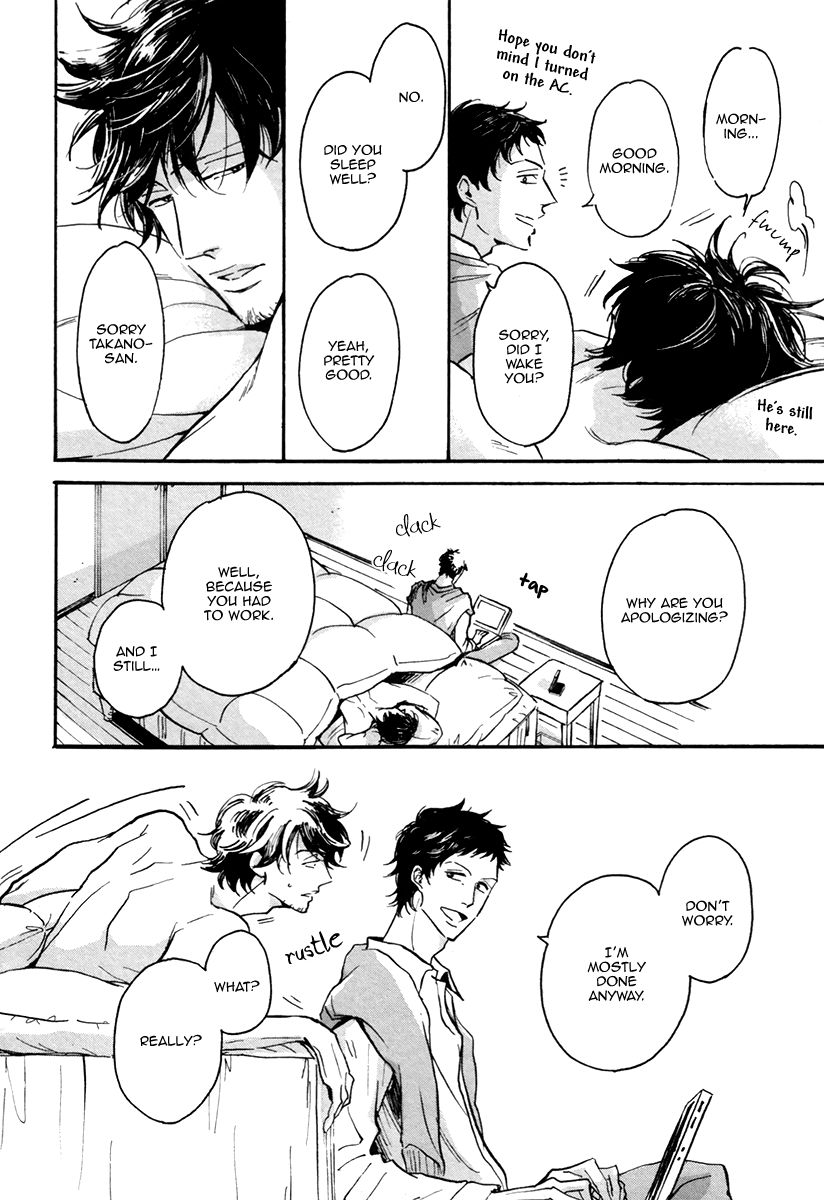 MORN-
ING...
fwump
GOOD
MORNING.
Hope you don't
mind I turned
on the AC.
SORRY,
DID I
WAKE
YOU?
He's still
here.
NO.
DID YOU
SLEEP
WELL?
YEAH,
PRETTY
GOOD.
SORRY
TAKANO-
SAN.
WHY ARE YOU
APOLOGIZING?
tap
clack
clack
WELL,
BECAUSE
YOU HAD
TO WORK.
AND I
STILL...
DON'T
WORRY.
I'M
MOSTLY
DONE
ANYWAY.
rustle
WHAT?
REALLY?